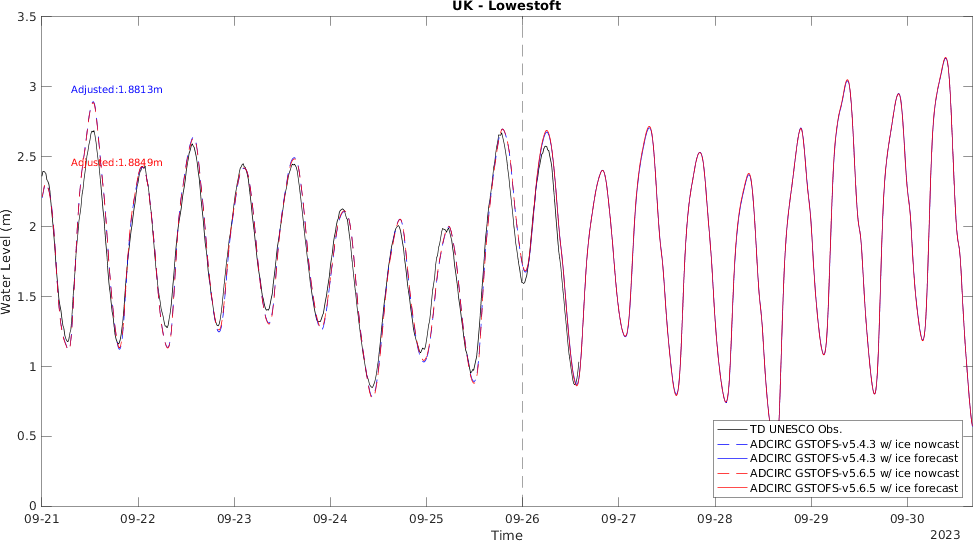 UK - Lowestoft
3.5
3
2.5
2
1.5
1
0.5
0
Water Level (m)
Adjusted:1.8813m
Adjusted:1.8849m
TD UNESCO Obs.
ADCIRC GSTOFS-v5.4.3 w/ ice nowcast
ADCIRC GSTOFS-v5.4.3 w/ ice forecast
ADCIRC GSTOFS-v5.6.5 w/ ice nowcast
ADCIRC GSTOFS-v5.6.5 w/ ice forecast
09-21 09-22 09-23 09-24 09-25 09-26 09-27 09-28 09-29 09-30
Time
2023